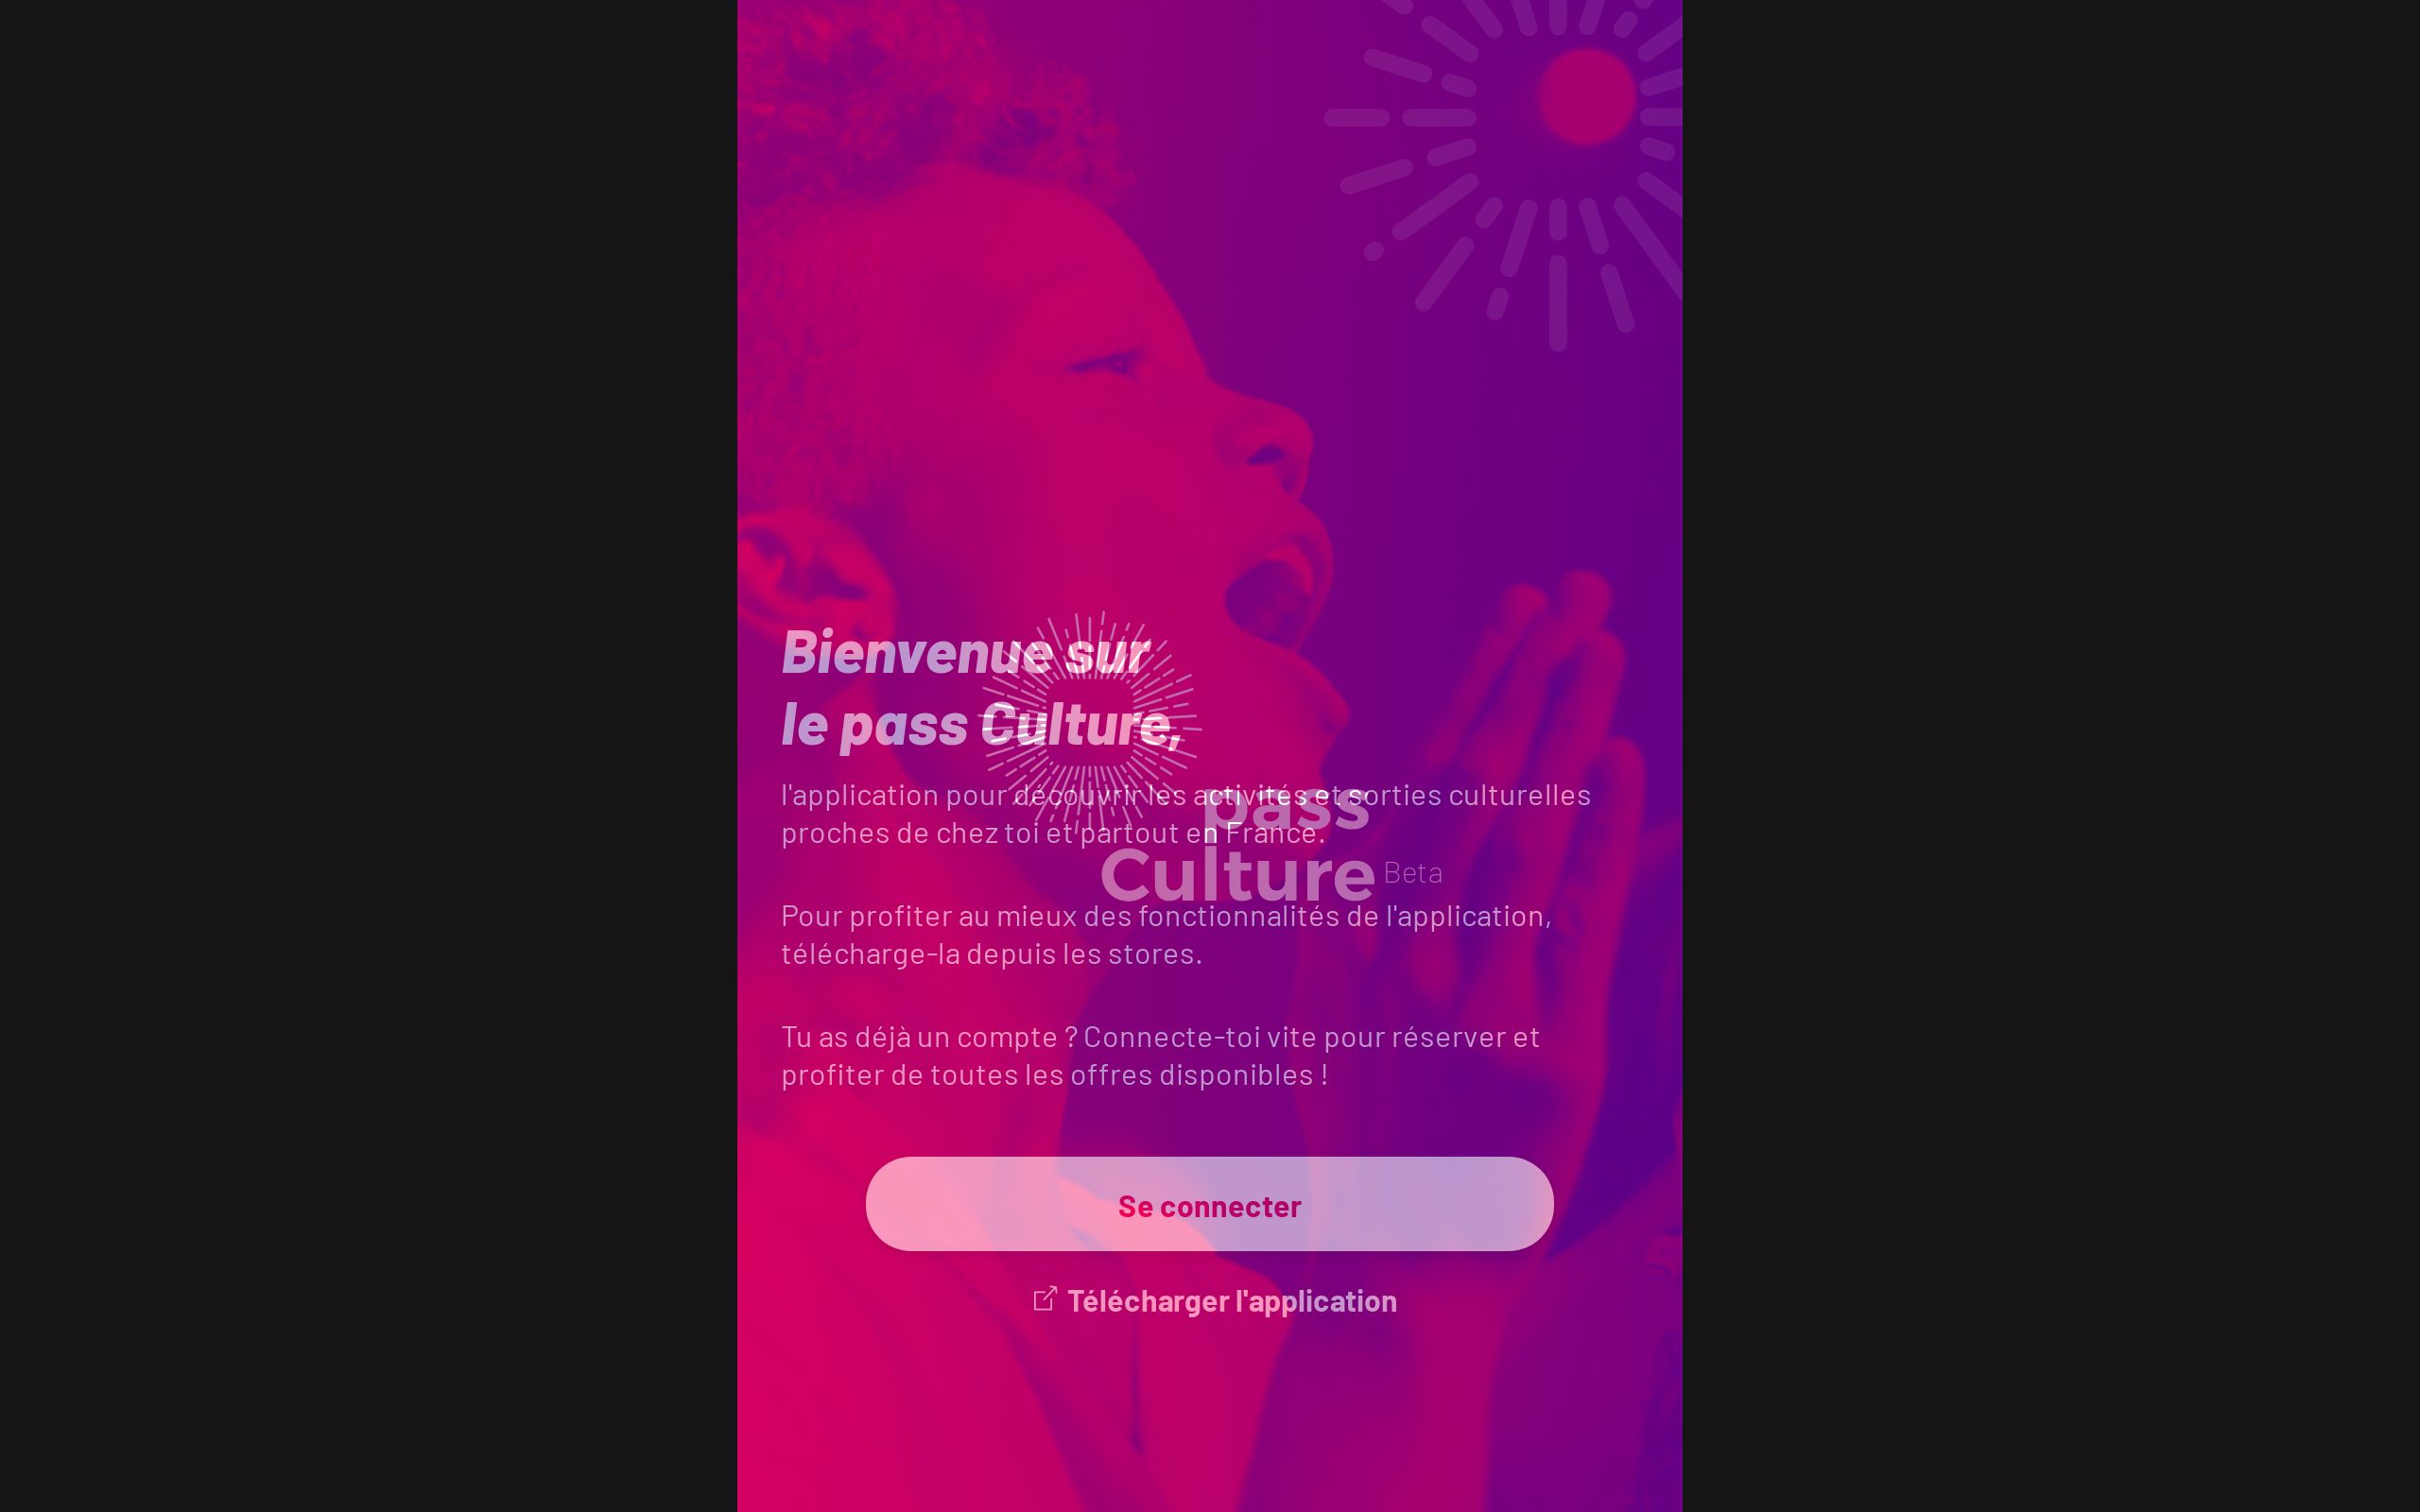 Bienvenue sur
le pass Culture,
l'application pour découvrir les activités et sorties culturelles
proches de chez toi et partout en France.
pass
Culture Beta
Pour profiter au mieux des fonctionnalités de l'application,
télécharge-la depuis les stores.
Tu as déjà un compte ? Connecte-toi vite pour réserver et
profiter de toutes les offres disponibles !
Se connecter
Télécharger l'application